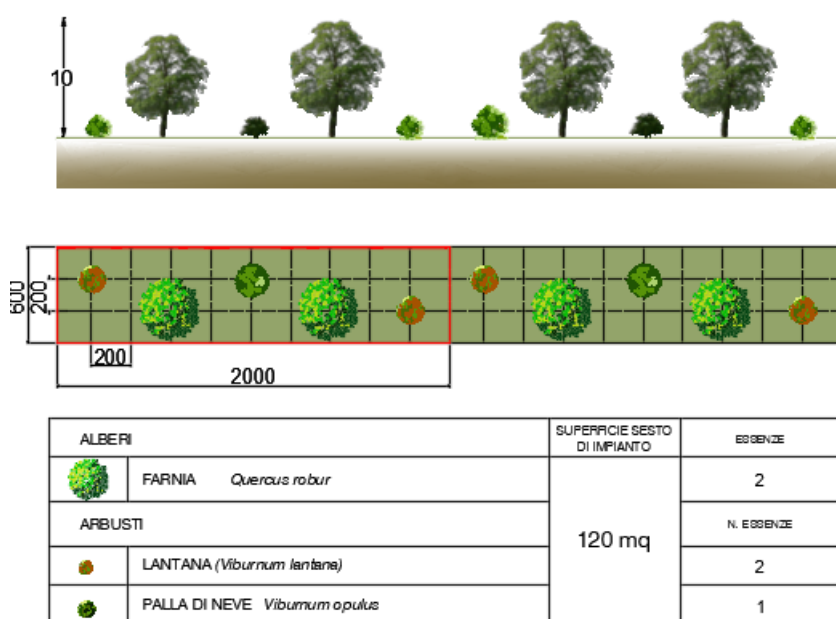 10
600
200
200
2000
ALBERI
SUPERFICIE SESTO
DI IMPIANTO
ESSENZE
FARNIA Quercus robur
2
ARBUSTI
120 mq
N. ESSENZE
LANTANA (Viburnum lantana)
2
PALLA DI NEVE Viburnum opulus
1